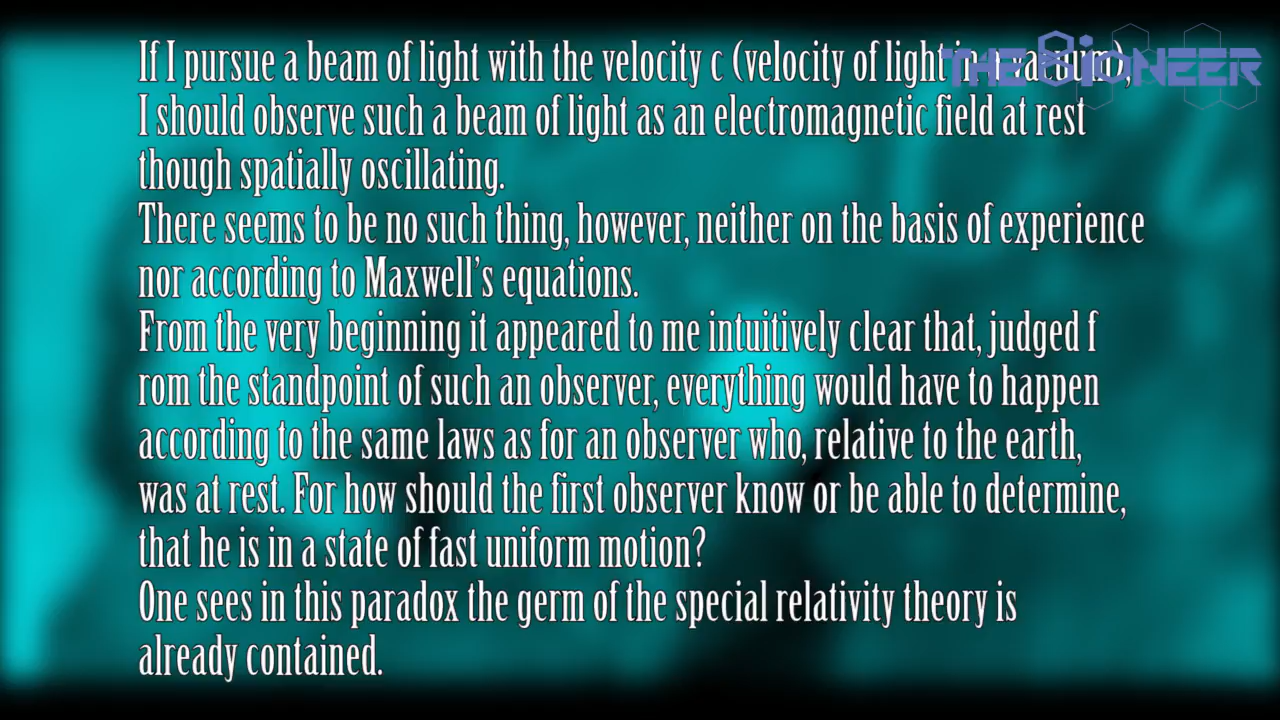 If I pursue a beam of light with the velocity c (velocity of light in a vacuum),
THE BIONEER
I should observe such a beam of light as an electromagnetic field at rest
though spatially oscillating.
There seems to be no such thing, however, neither on the basis of experience
nor according to Maxwell's equations.
From the very beginning it appeared to me intuitively clear that, judged f
rom the standpoint of such an observer, everything would have to happen
according to the same laws as for an observer who, relative to the earth,
was at rest. For how should the first observer know or be able to determine,
that he is in a state of fast uniform motion?
One sees in this paradox the germ of the special relativity theory is
already contained.